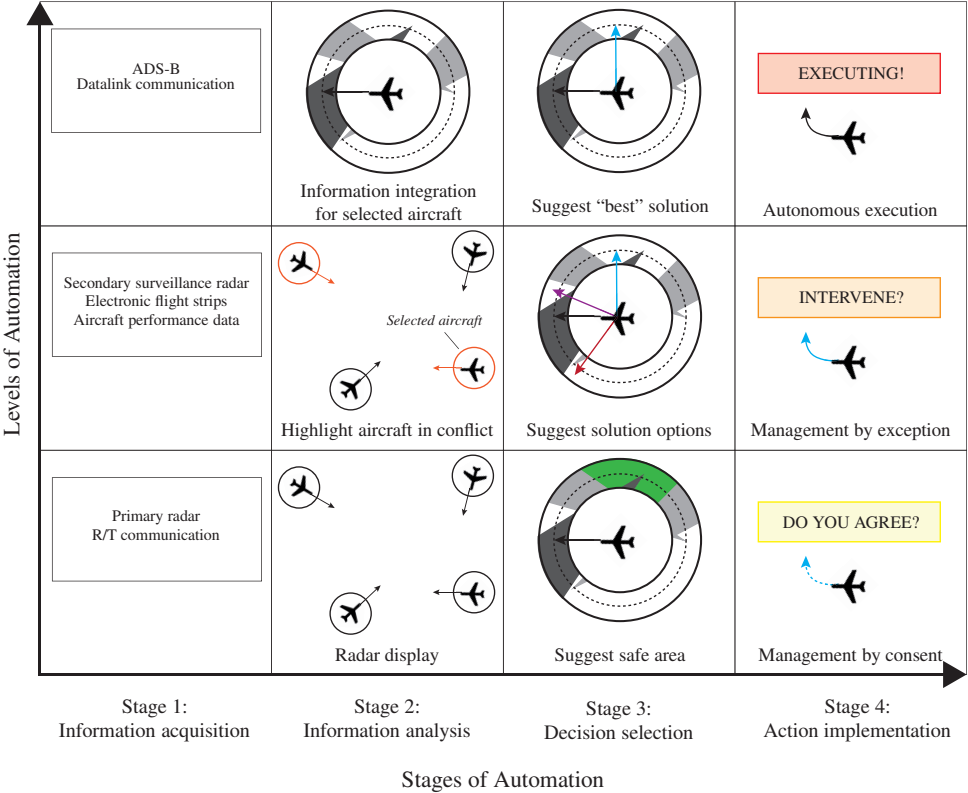 Levels of Automation
ADS-B
Datalink communication
Information integration
for selected aircraft
Suggest “best” solution
EXECUTING!
Autonomous execution
Secondary surveillance radar
Electronic flight strips
Aircraft performance data
Selected aircraft
Highlight aircraft in conflict
Suggest solution options
INTERVENE?
Management by exception
Primary radar
R/T communication
Radar display
Suggest safe area
DO YOU AGREE?
Management by consent
Stage 1:
Information acquisition
Stage 2:
Information analysis
Stage 3:
Decision selection
Stage 4:
Action implementation
Stages of Automation